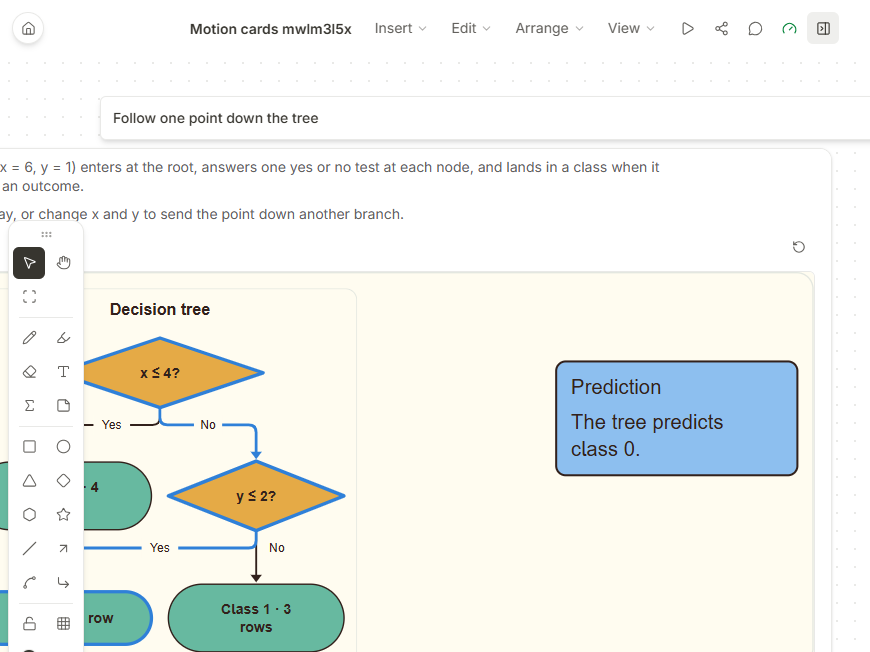 Motion cards mwlm3l5x Insert Edit Arrange View
Follow one point down the tree
x = 6, y = 1) enters at the root, answers one yes or no test at each node, and lands in a class when it
an outcome.
ay, or change x and y to send the point down another branch.
Decision tree
x ≤ 4?
Yes No
Prediction
The tree predicts
class 0.
· 4
y ≤ 2?
Yes No
row
Class 1 · 3
rows